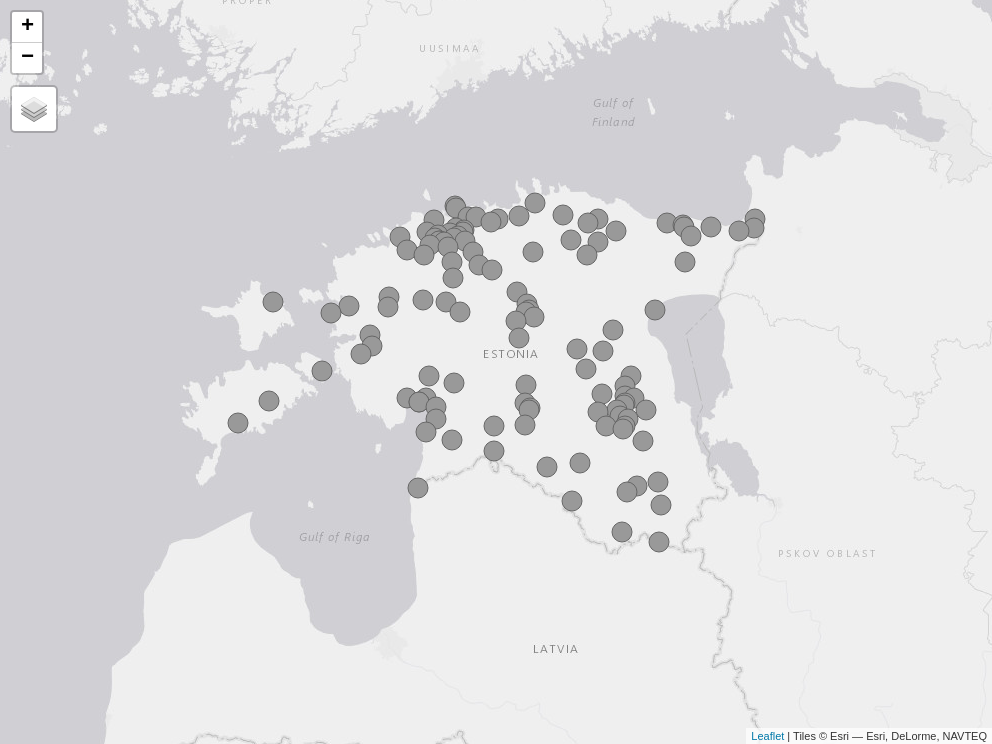 PROPER
+
UUSIMAA
−
Gulf of
Finland
ESTONIA
Gulf of Riga
PSKOV OBLAST
LATVIA
Leaflet | Tiles © Esri — Esri, DeLorme, NAVTEQ